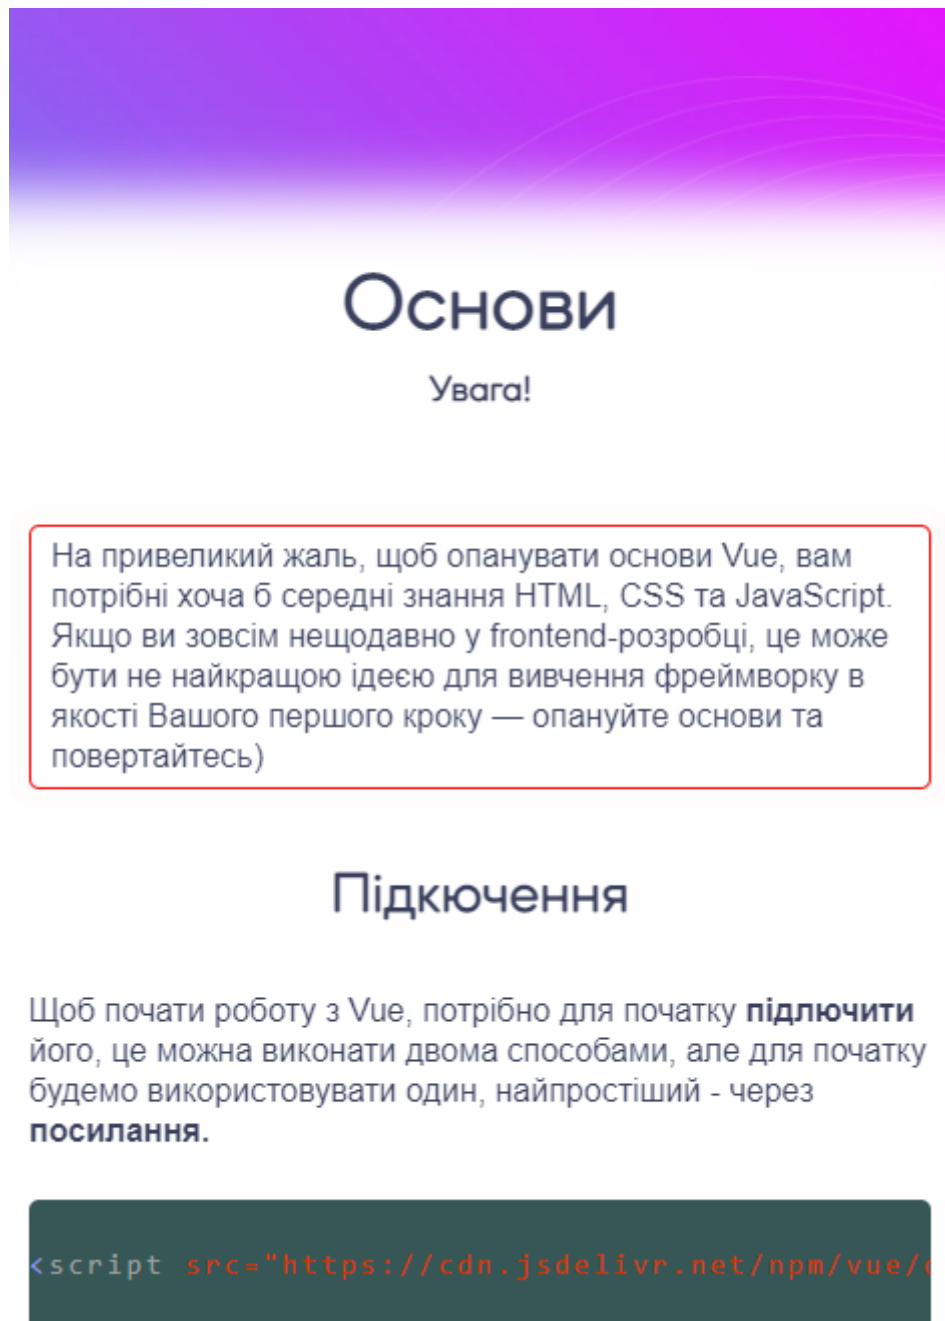 Основи
Увага!
На привеликий жаль, щоб опанувати основи Vue, вам
потрібні хоча б середні знання HTML, CSS та JavaScript.
Якщо ви зовсім нещодавно у frontend-розробці, це може
бути не найкращою ідеєю для вивчення фреймворку в
якості Вашого першого кроку — опануйте основи та
повертайтесь)
Підкючення
Щоб почати роботу з Vue, потрібно для початку підлючити
його, це можна виконати двома способами, але для початку
будемо використовувати один, найпростіший - через
посилання.
<script src="https://cdn.jsdelivr.net/npm/vue/